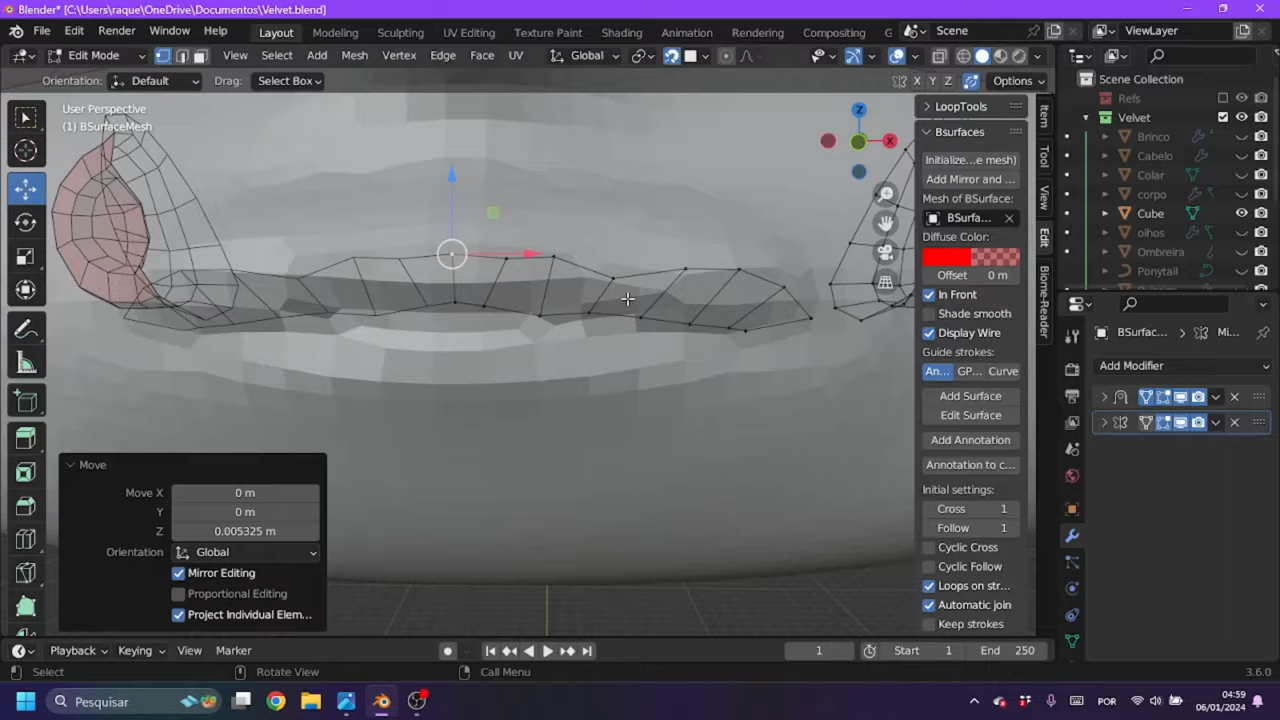 Blender* [C:\Users\raque\OneDrive\Documentos\Velvet.blend]
File Edit Render Window Help Layout Modeling Sculpting UV Editing Texture Paint Shading Animation Rendering Compositing G Scene ViewLayer
Edit Mode View Select Add Mesh Vertex Edge Face UV Global
Orientation: Default Drag: Select Box X Y Z Options
User Perspective
(1) BSurfaceMesh
Z
X
LoopTools
Bsurfaces
Initialize...e mesh)
Add Mirror and ...
Mesh of BSurface:
BSurfa...
Diffuse Color:
Offset 0 m
In Front
Shade smooth
Display Wire
Guide strokes:
An... GP... Curve
Add Surface
Edit Surface
Add Annotation
Annotation to c...
Initial settings:
Cross 1
Follow 1
Cyclic Cross
Cyclic Follow
Loops on str...
Automatic join
Keep strokes
Item
Tool
View
Edit
Biome-Reader
Scene Collection
Refs
Velvet
Brinco
Cabelo
Colar
corpo
Cube
olhos
Ombreira
Ponytail
BSurfac... Mi...
Add Modifier
Move
Move X 0 m
Y 0 m
Z 0.005325 m
Orientation Global
Mirror Editing
Proportional Editing
Project Individual Elem...
Playback Keying View Marker 1 Start 1 End 250
Select Rotate View Call Menu 3.6.0
Pesquisar POR 04:59
06/01/2024